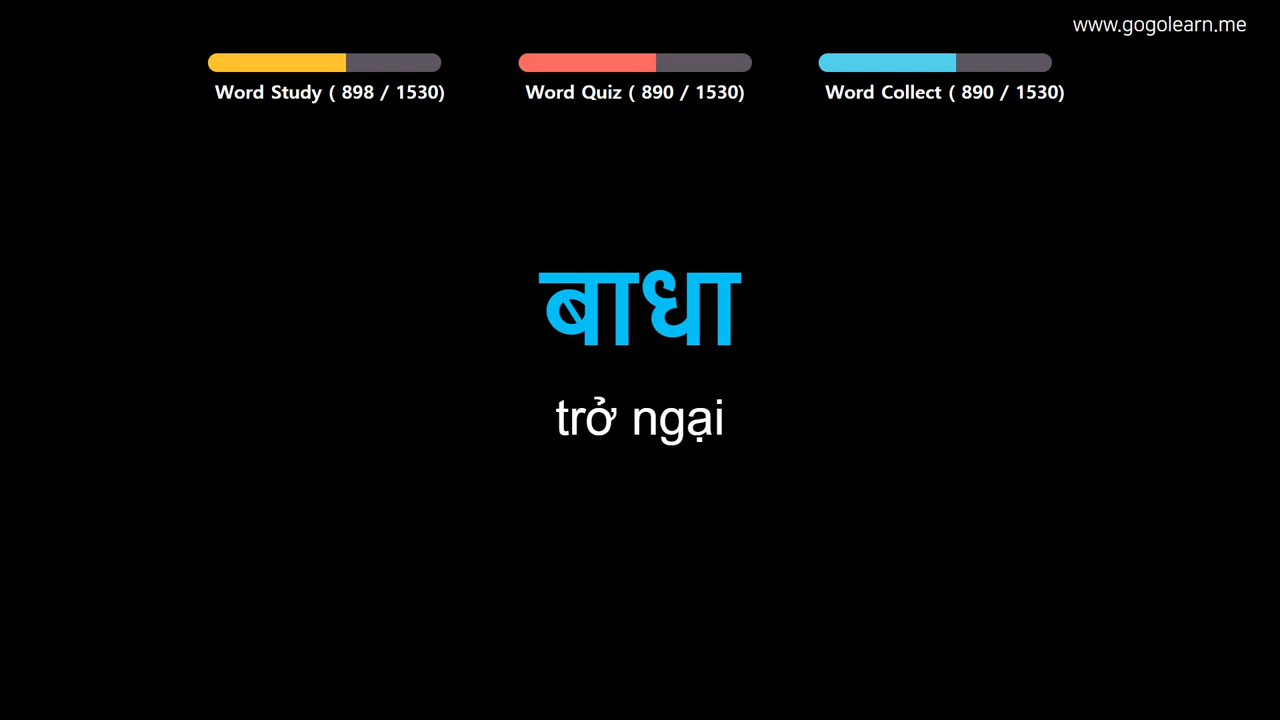 www.gogolearn.me
Word Study ( 898 / 1530)
Word Quiz ( 890 / 1530)
Word Collect ( 890 / 1530)
बाधा
trở ngại